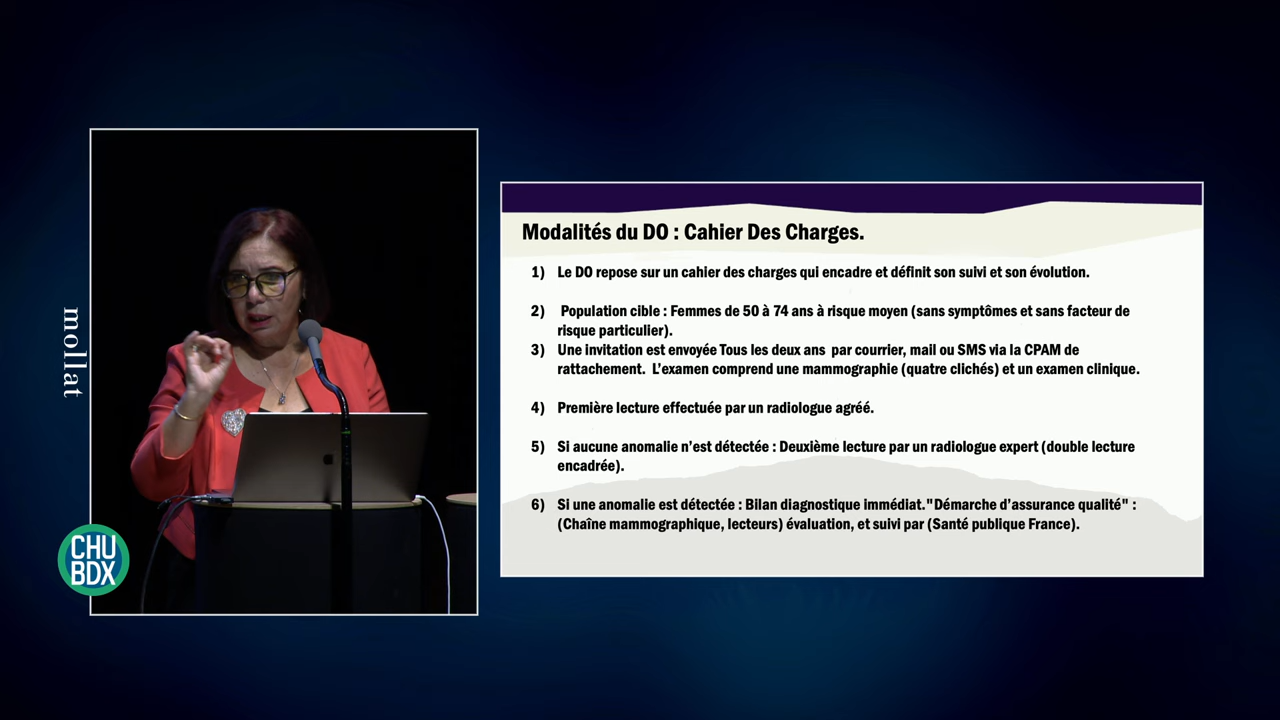 mollat
CHU
BDX
Modalités du DO : Cahier Des Charges.
1) Le DO repose sur un cahier des charges qui encadre et définit son suivi et son évolution.
2) Population cible : Femmes de 50 à 74 ans à risque moyen (sans symptômes et sans facteur de
risque particulier).
3) Une invitation est envoyée Tous les deux ans par courrier, mail ou SMS via la CPAM de
rattachement. L'examen comprend une mammographie (quatre clichés) et un examen clinique.
4) Première lecture effectuée par un radiologue agréé.
5) Si aucune anomalie n'est détectée : Deuxième lecture par un radiologue expert (double lecture
encadrée).
6) Si une anomalie est détectée : Bilan diagnostique immédiat."Démarche d'assurance qualité" :
(Chaîne mammographique, lecteurs) évaluation, et suivi par (Santé publique France).